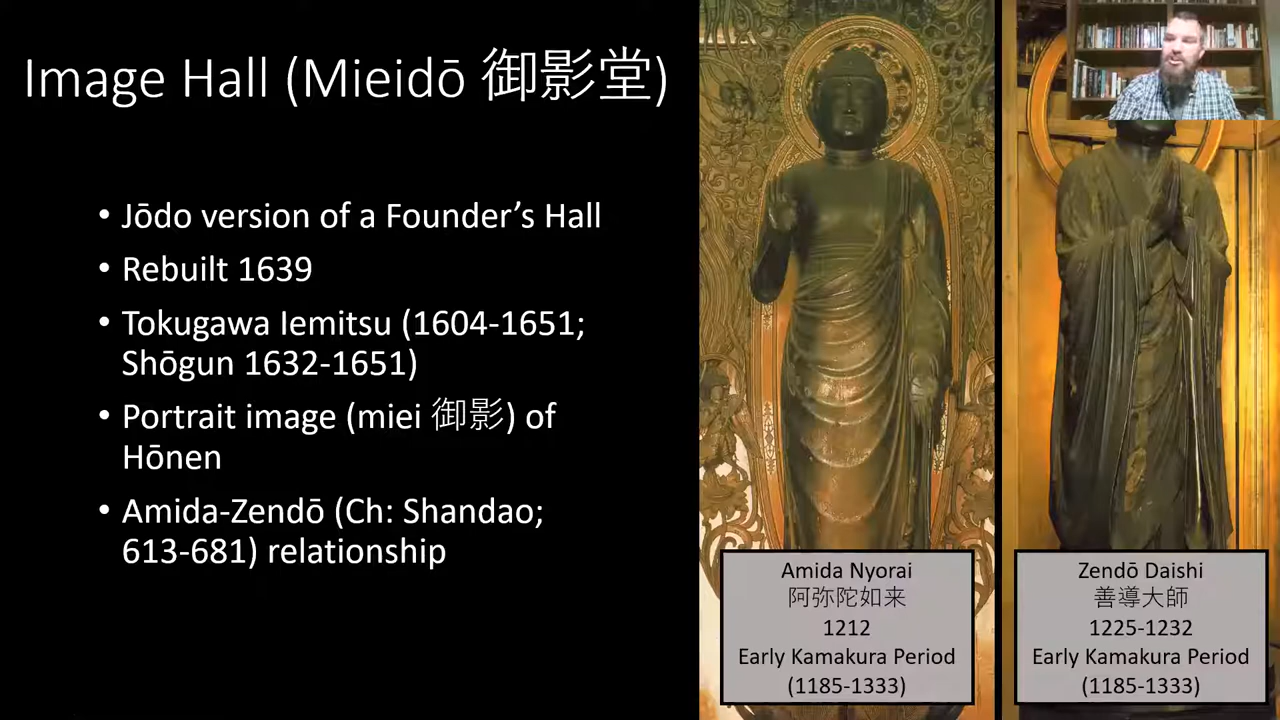 Image Hall (Mieidō 御影堂)
• Jōdo version of a Founder’s Hall
• Rebuilt 1639
• Tokugawa Iemitsu (1604-1651;
Shōgun 1632-1651)
• Portrait image (miei 御影) of
Hōnen
• Amida-Zendō (Ch: Shandao;
613-681) relationship
Amida Nyorai
阿弥陀如来
1212
Early Kamakura Period
(1185-1333)
Zendō Daishi
善導大師
1225-1232
Early Kamakura Period
(1185-1333)